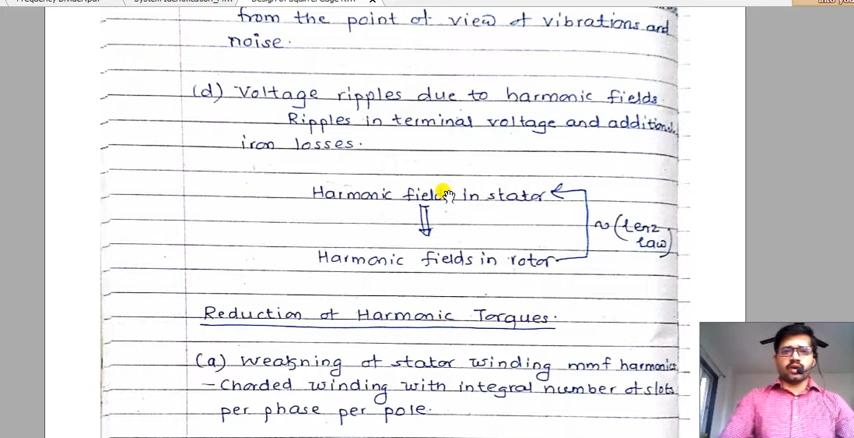 from the point of view of vibrations and
noise.
(d) Voltage ripples due to harmonic fields.
Ripples in terminal voltage and additional
iron losses.
Harmonic fields in stator
~ (lenz
law)
Harmonic fields in rotor
Reduction of Harmonic Torques.
(a) weakning of stator winding mmf harmonic
- Chorded winding with integral number of slots
per phase per pole.